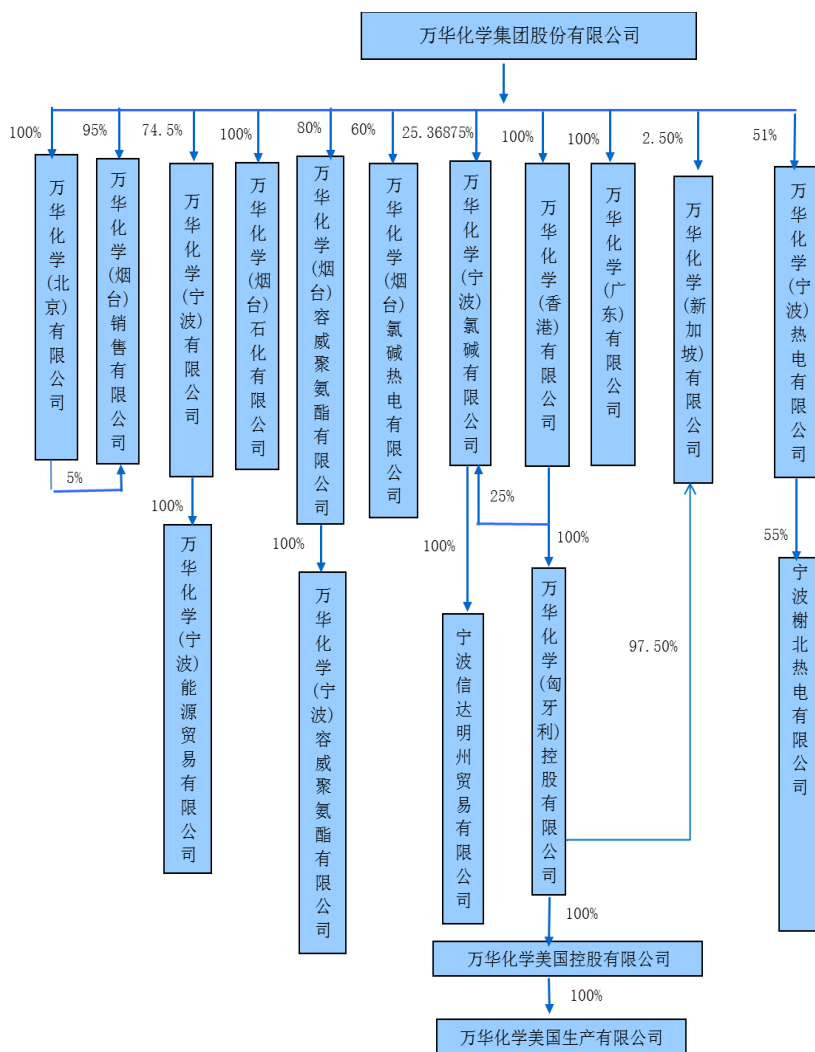 万华化学集团股份有限公司
100%
95%
74.5%
100%
80%
60%
25.36875%
100%
100%
2.50%
51%
万华化学(北京)有限公司
万华化学(烟台)销售有限公司
万华化学(宁波)有限公司
万华化学(烟台)石化有限公司
万华化学(烟台)容威聚氨酯有限公司
万华化学(烟台)氯碱热电有限公司
万华化学(宁波)氯碱有限公司
万华化学(香港)有限公司
万华化学(广东)有限公司
万华化学(新加坡)有限公司
万华化学(宁波)热电有限公司
5%
100%
100%
100%
25%
100%
97.50%
55%
万华化学(宁波)能源贸易有限公司
万华化学(宁波)容威聚氨酯有限公司
宁波信达明州贸易有限公司
万华化学(匈牙利)控股有限公司
宁波榭北热电有限公司
100%
万华化学美国控股有限公司
100%
万华化学美国生产有限公司